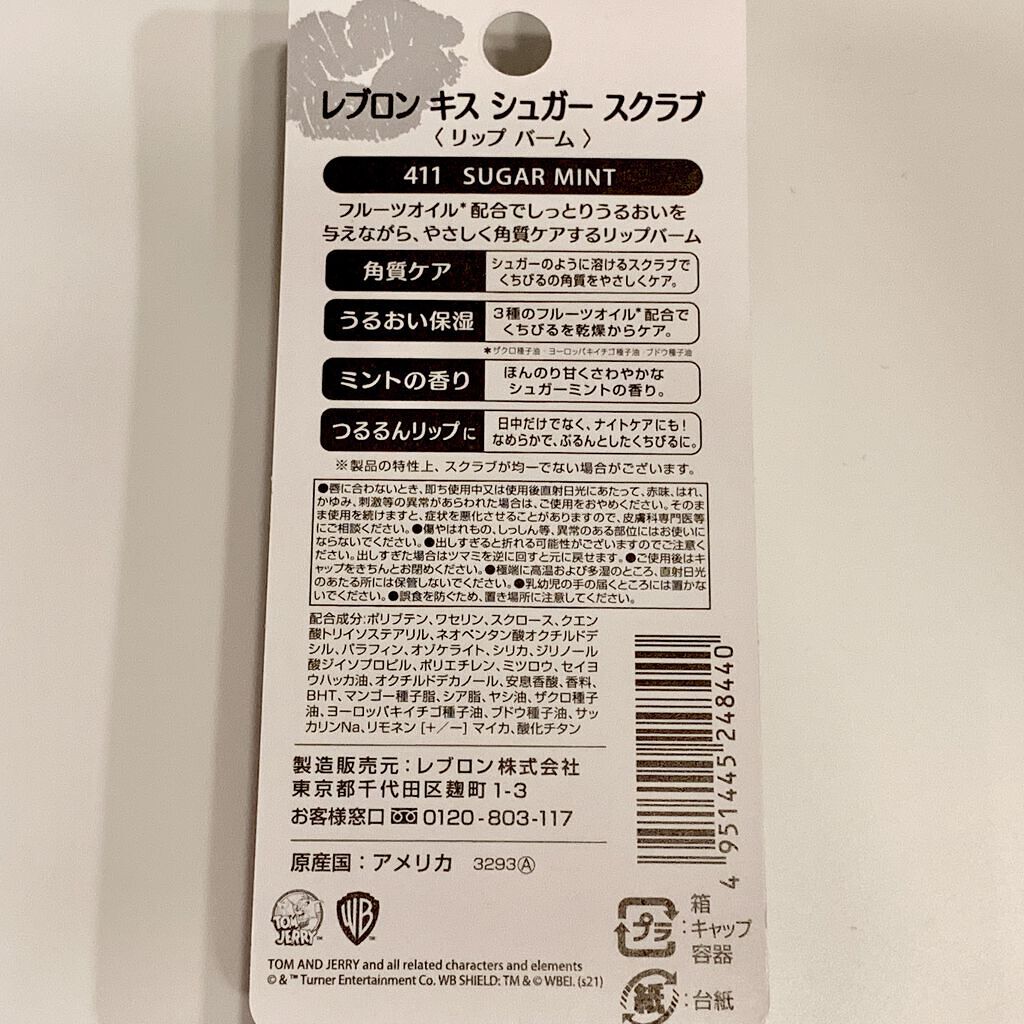 レブロン キス シュガー スクラブ
〈 リップ バーム 〉
411 SUGAR MINT
フルーツオイル*配合でしっとりうるおいを
与えながら、やさしく角質ケアするリップバーム
角質ケア
シュガーのように溶けるスクラブで
くちびるの角質をやさしくケア。
うるおい保湿
3種のフルーツオイル*配合で
くちびるを乾燥からケア。
*ザクロ種子油・ヨーロッパキイチゴ種子油・ブドウ種子油
ミントの香り
ほんのり甘くさわやかな
シュガーミントの香り。
つるるんリップに
日中だけでなく、ナイトケアにも!
なめらかで、ぷるんとしたくちびるに。
※製品の特性上、スクラブが均一でない場合がございます。
●唇に合わないとき、即ち使用中又は使用後直射日光にあたって、赤味、はれ、
かゆみ、刺激等の異常があらわれた場合は、ご使用をおやめください。そのま
ま使用を続けますと、症状を悪化させることがありますので、皮膚科専門医等
にご相談ください。●傷やはれもの、しっしん等、異常のある部位にはお使いに
ならないでください。●出しすぎると折れる可能性がございますのでご注意く
ださい。出しすぎた場合はツマミを逆に回すと元に戻せます。●ご使用後はキ
ャップをきちんとお閉めください。●極端に高温および多湿のところ、直射日光
のあたる所には保管しないでください。●乳幼児の手の届くところには置かな
いでください。●誤食を防ぐため、置き場所に注意してください。
配合成分:ポリブテン、ワセリン、スクロース、クエン
酸トリイソステアリル、ネオペンタン酸オクチルドデ
シル、パラフィン、オゾケライト、シリカ、ジリノール
酸ジイソプロピル、ポリエチレン、ミツロウ、セイヨ
ウハッカ油、オクチルドデカノール、安息香酸、香料、
BHT、マンゴー種子脂、シア脂、ヤシ油、ザクロ種子
油、ヨーロッパキイチゴ種子油、ブドウ種子油、サッ
カリンNa、リモネン [+/-] マイカ、酸化チタン
製造販売元:レブロン株式会社
東京都千代田区麹町 1-3
お客様窓口 0120-803-117
原産国:アメリカ 3293Ⓐ
4 951445 248440
TOM AND JERRY™
WB™
プラ
箱
:キャップ
容器
紙:台紙
TOM AND JERRY and all related characters and elements
© & ™ Turner Entertainment Co. WB SHIELD: TM & © WBEI. (s21)